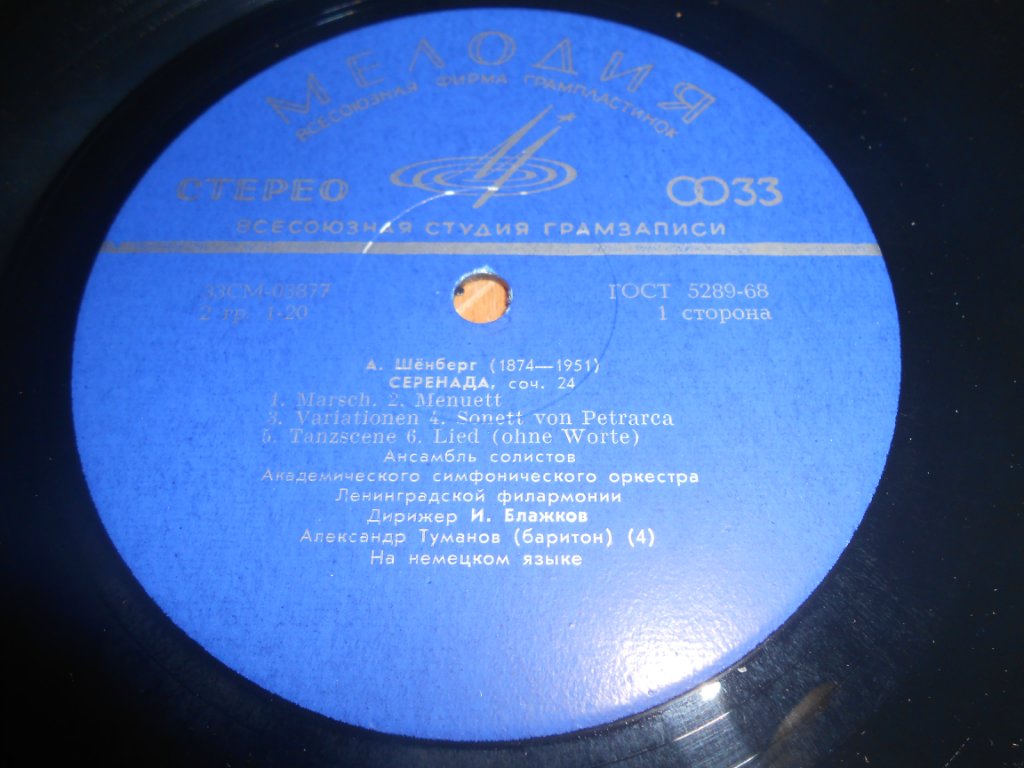 МЕЛОДИЯ
ВСЕСОЮЗНАЯ ФИРМА ГРАМПЛАСТИНОК
СТЕРЕО 33
ВСЕСОЮЗНАЯ СТУДИЯ ГРАМЗАПИСИ
33СМ-03877 ГОСТ 5289-68
2 гр. 1-20 1 сторона
А. Шёнберг (1874—1951)
СЕРЕНАДА, соч. 24
1. Marsch. 2. Menuett
3. Variationen 4. Sonett von Petrarca
5. Tanzscene 6. Lied (ohne Worte)
Ансамбль солистов
Академического симфонического оркестра
Ленинградской филармонии
Дирижер И. Блажков
Александр Туманов (баритон) (4)
На немецком языке